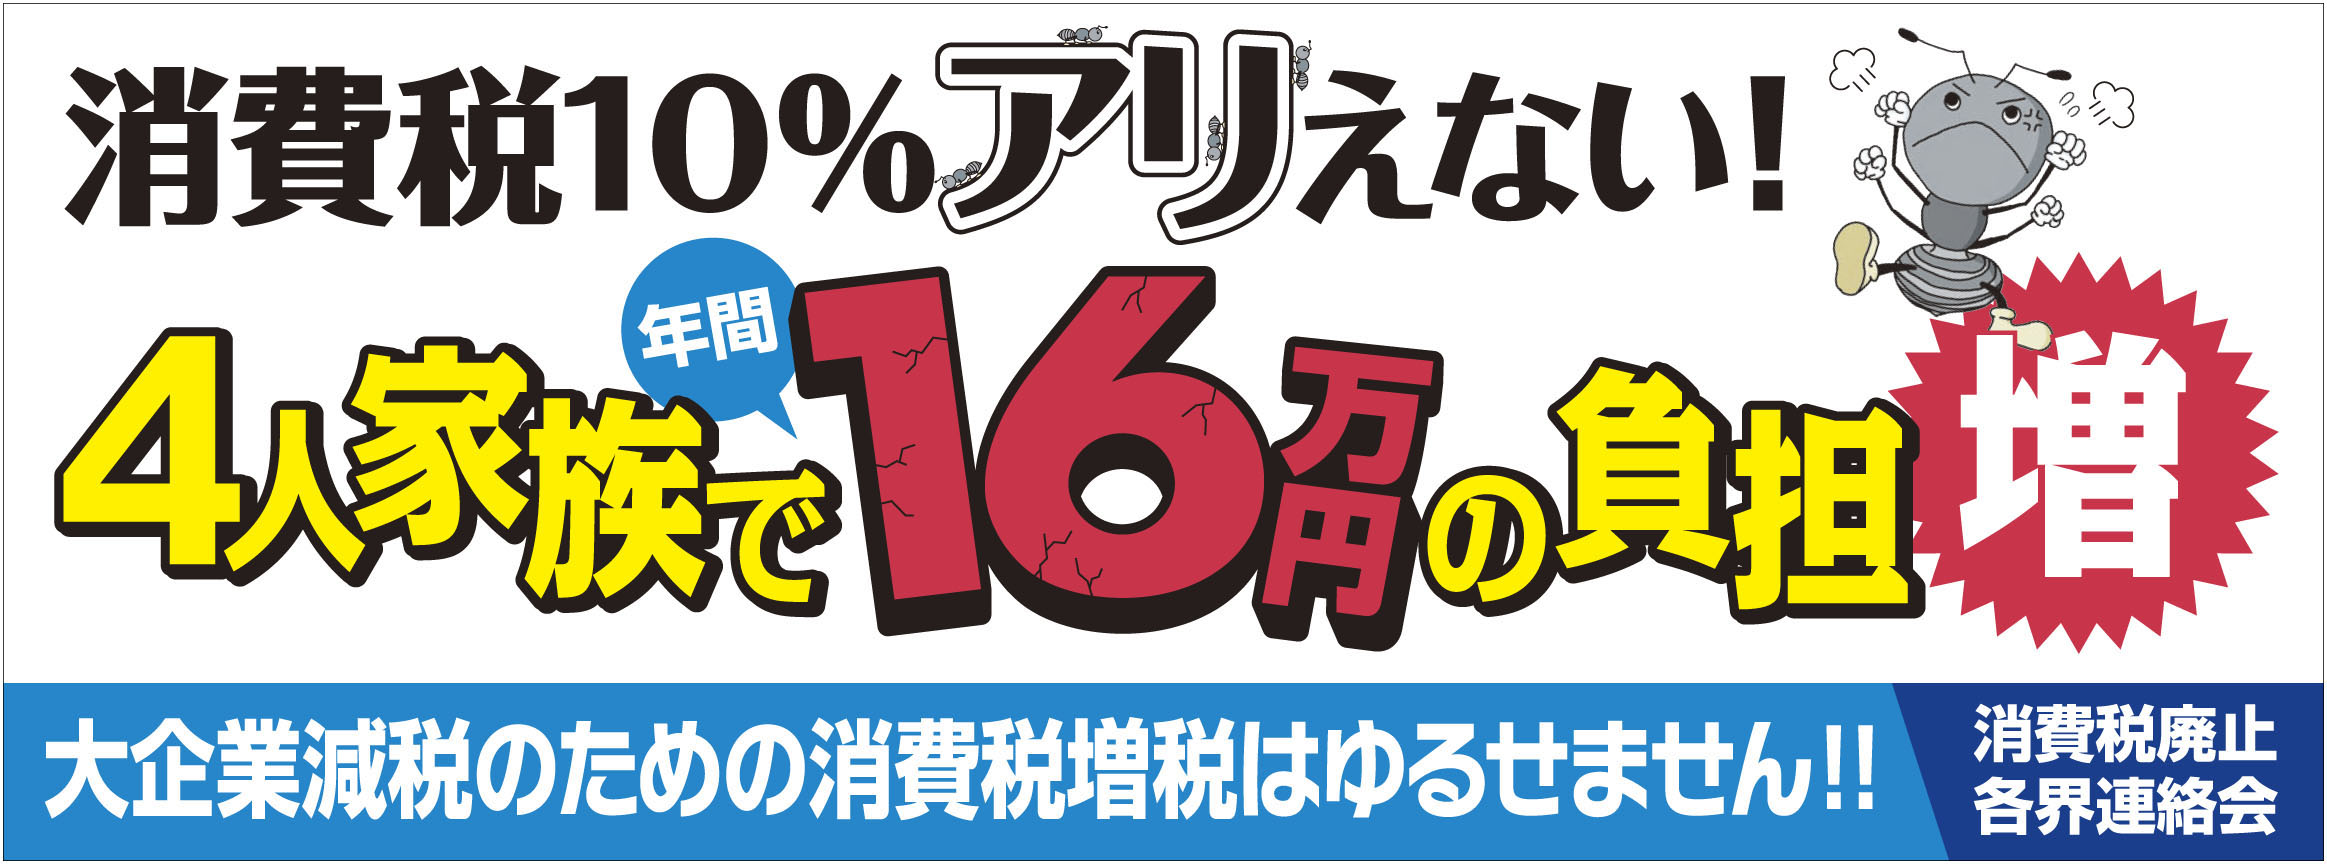 消費税10%アリえない!
4人家族で年間16万円の負担増
大企業減税のための消費税増税はゆるせません!!
消費税廃止
各界連絡会